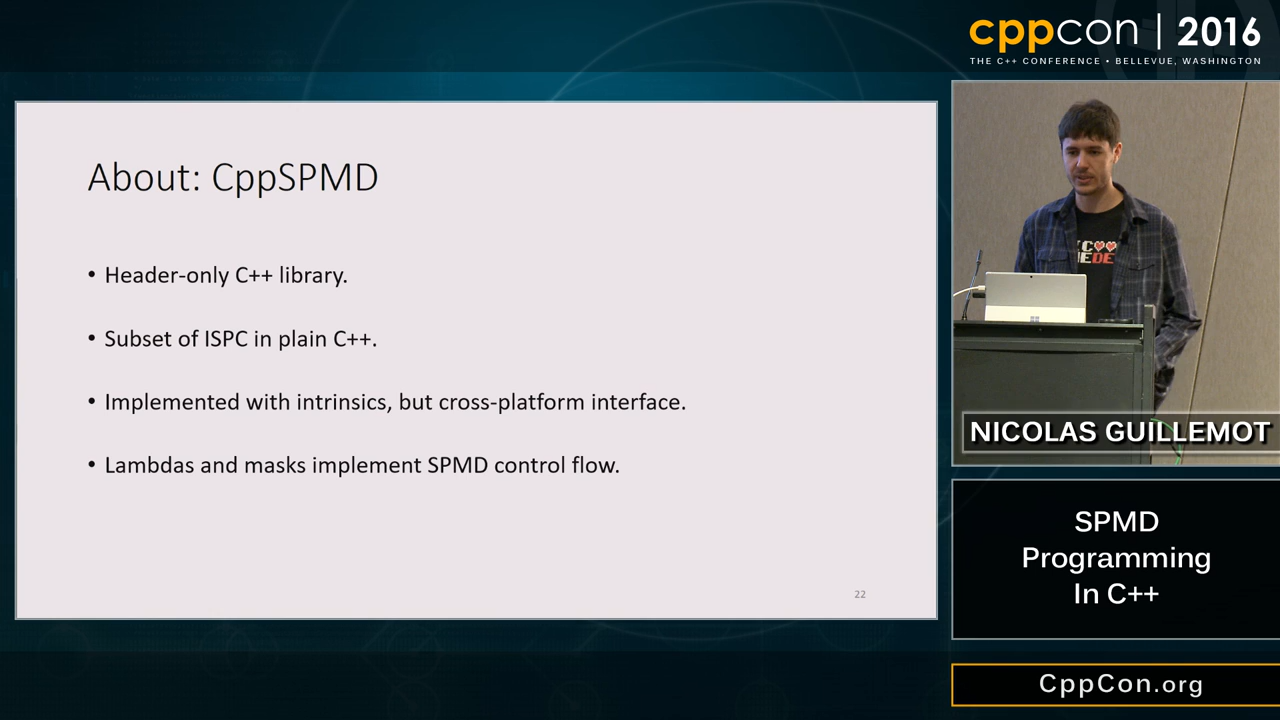 cppcon | 2016
THE C++ CONFERENCE • BELLEVUE, WASHINGTON
About: CppSPMD
• Header-only C++ library.
• Subset of ISPC in plain C++.
• Implemented with intrinsics, but cross-platform interface.
• Lambdas and masks implement SPMD control flow.
22
NICOLAS GUILLEMOT
SPMD
Programming
In C++
CppCon.org